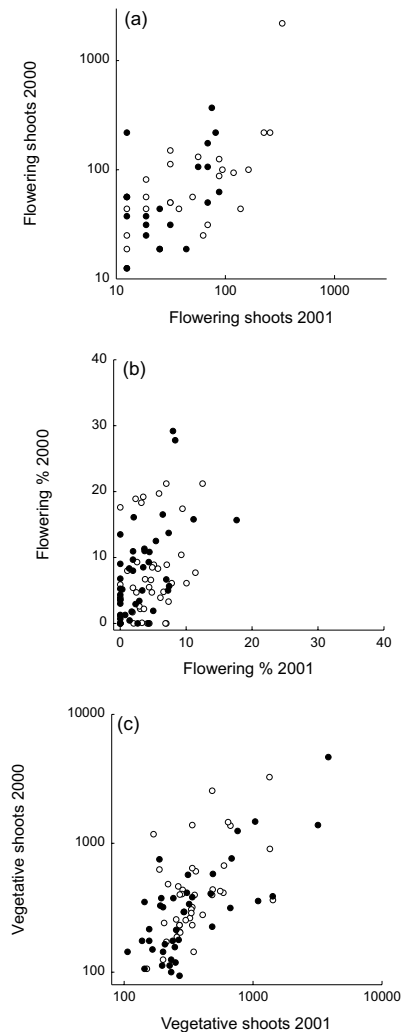 (a)
Flowering shoots 2000
1000
100
10
10 100 1000
Flowering shoots 2001
(b)
Flowering % 2000
40
30
20
10
0
0 10 20 30 40
Flowering % 2001
(c)
Vegetative shoots 2000
10000
1000
100
100 1000 10000
Vegetative shoots 2001